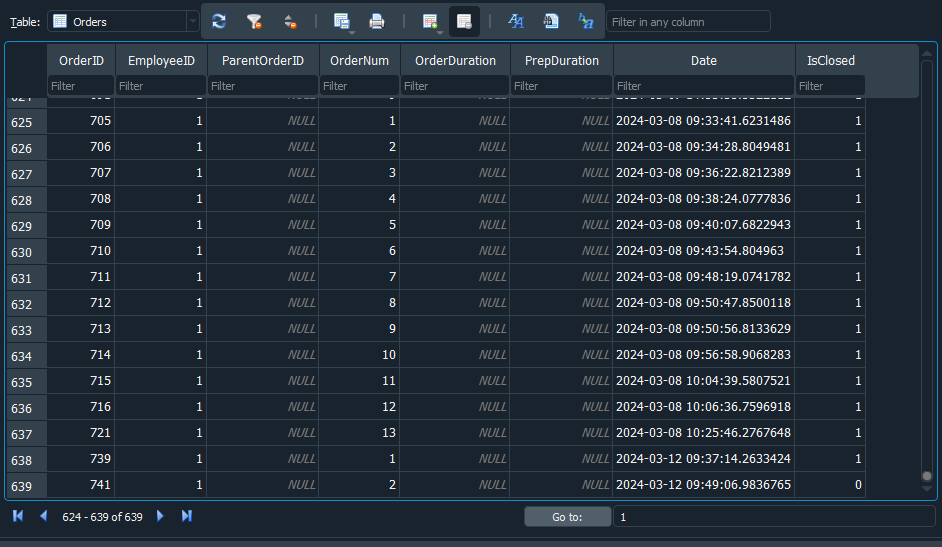 Table: Orders Filter in any column
OrderID EmployeeID ParentOrderID OrderNum OrderDuration PrepDuration Date IsClosed
Filter Filter Filter Filter Filter Filter Filter Filter
625 705 1 NULL 1 NULL NULL 2024-03-08 09:33:41.6231486 1
626 706 1 NULL 2 NULL NULL 2024-03-08 09:34:28.8049481 1
627 707 1 NULL 3 NULL NULL 2024-03-08 09:36:22.8212389 1
628 708 1 NULL 4 NULL NULL 2024-03-08 09:38:24.0777836 1
629 709 1 NULL 5 NULL NULL 2024-03-08 09:40:07.6822943 1
630 710 1 NULL 6 NULL NULL 2024-03-08 09:43:54.804963 1
631 711 1 NULL 7 NULL NULL 2024-03-08 09:48:19.0741782 1
632 712 1 NULL 8 NULL NULL 2024-03-08 09:50:47.8500118 1
633 713 1 NULL 9 NULL NULL 2024-03-08 09:50:56.8133629 1
634 714 1 NULL 10 NULL NULL 2024-03-08 09:56:58.9068283 1
635 715 1 NULL 11 NULL NULL 2024-03-08 10:04:39.5807521 1
636 716 1 NULL 12 NULL NULL 2024-03-08 10:06:36.7596918 1
637 721 1 NULL 13 NULL NULL 2024-03-08 10:25:46.2767648 1
638 739 1 NULL 1 NULL NULL 2024-03-12 09:37:14.2633424 1
639 741 1 NULL 2 NULL NULL 2024-03-12 09:49:06.9836765 0
624 - 639 of 639 Go to: 1